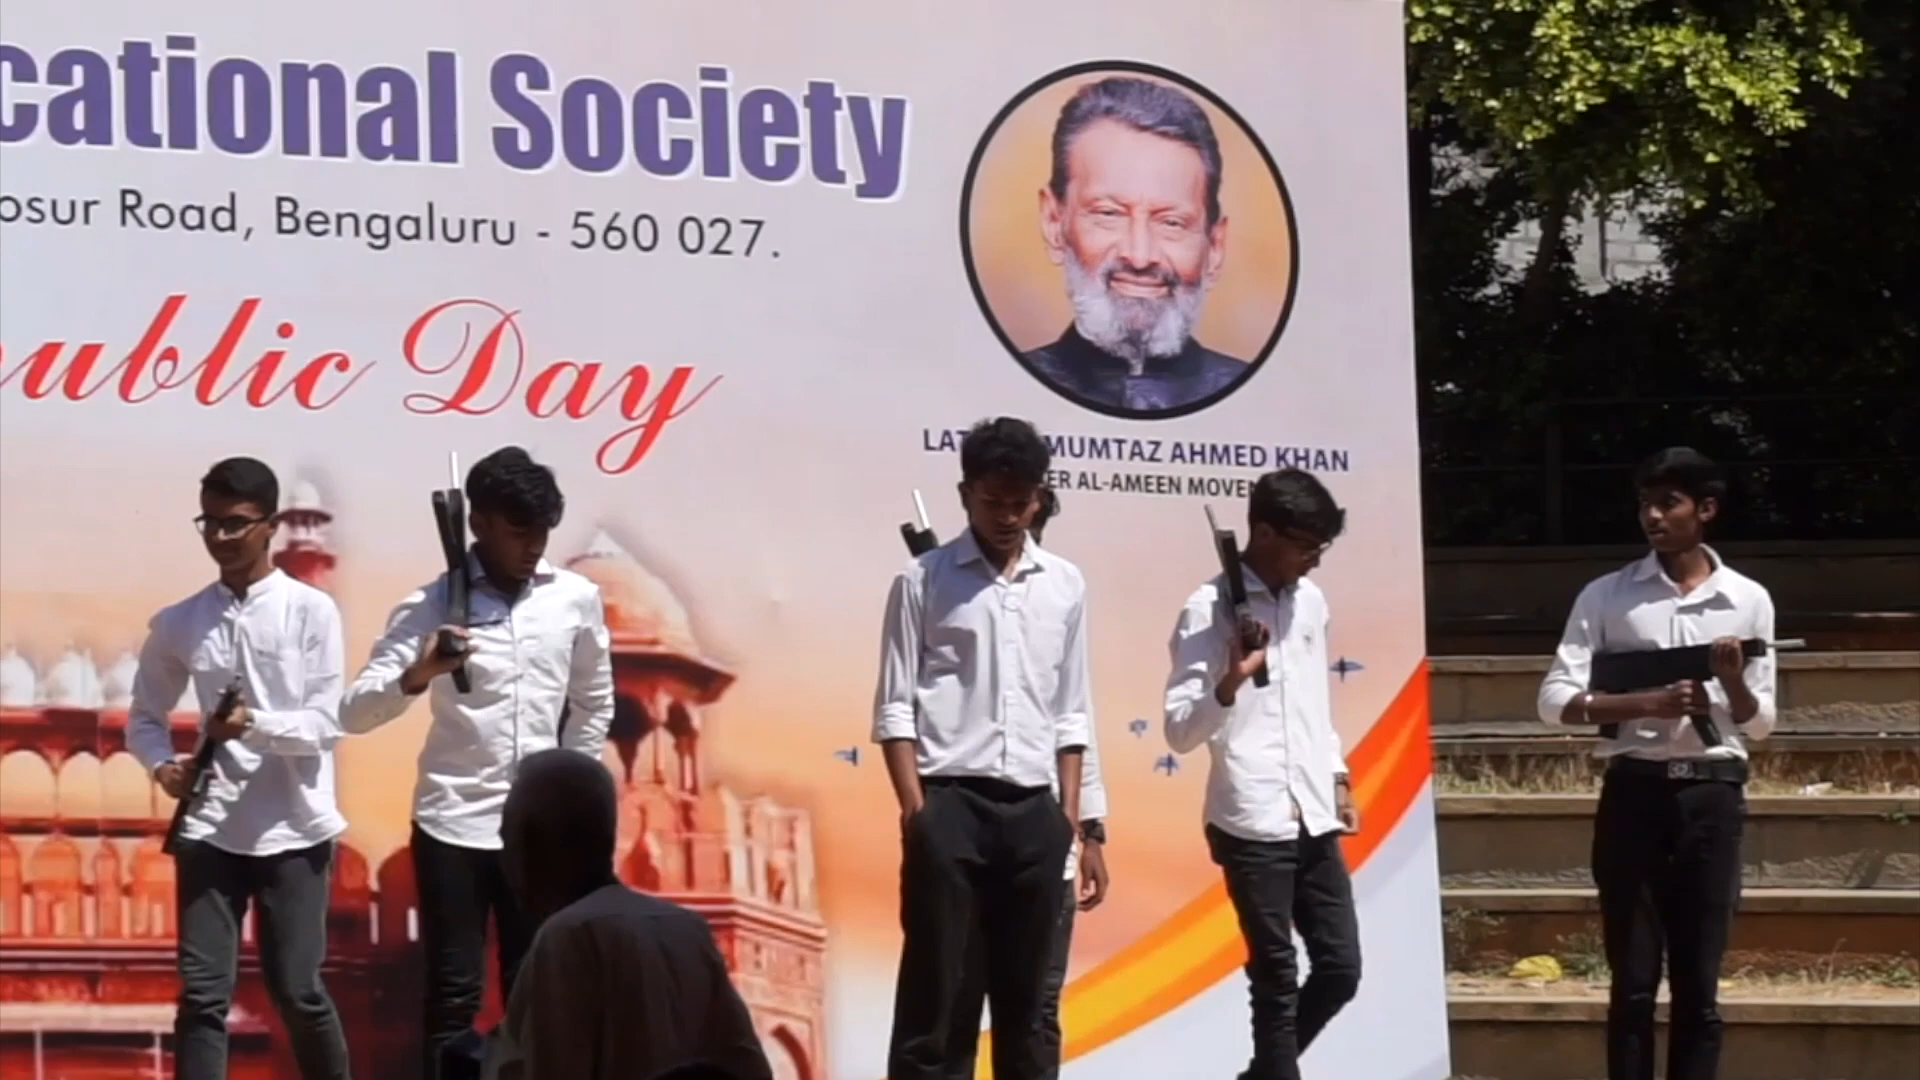 cational Society
osur Road, Bengaluru - 560 027.
ublic Day
MUMTAZ AHMED KHAN
AL-AMEEN